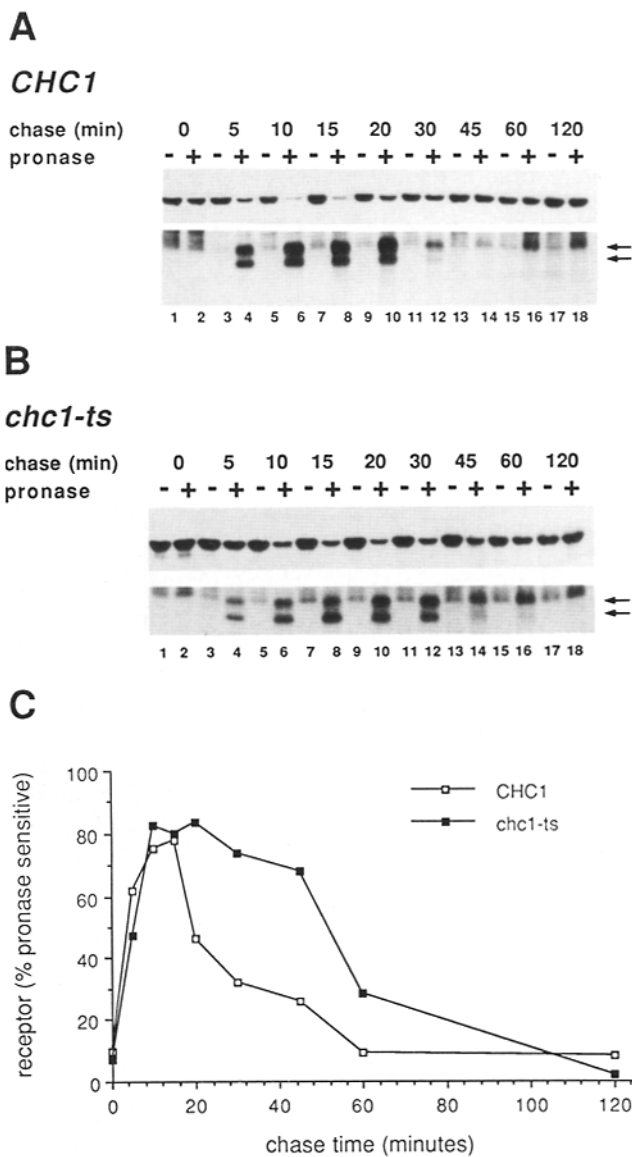 A
CHC1
chase (min) 0 5 10 15 20 30 45 60 120
pronase - + - + - + - + - + - + - + - + - +
1 2 3 4 5 6 7 8 9 10 11 12 13 14 15 16 17 18
B
chc1-ts
chase (min) 0 5 10 15 20 30 45 60 120
pronase - + - + - + - + - + - + - + - + - +
1 2 3 4 5 6 7 8 9 10 11 12 13 14 15 16 17 18
C
receptor (% pronase sensitive)
100
80
60
40
20
0
CHC1
chc1-ts
0 20 40 60 80 100 120
chase time (minutes)